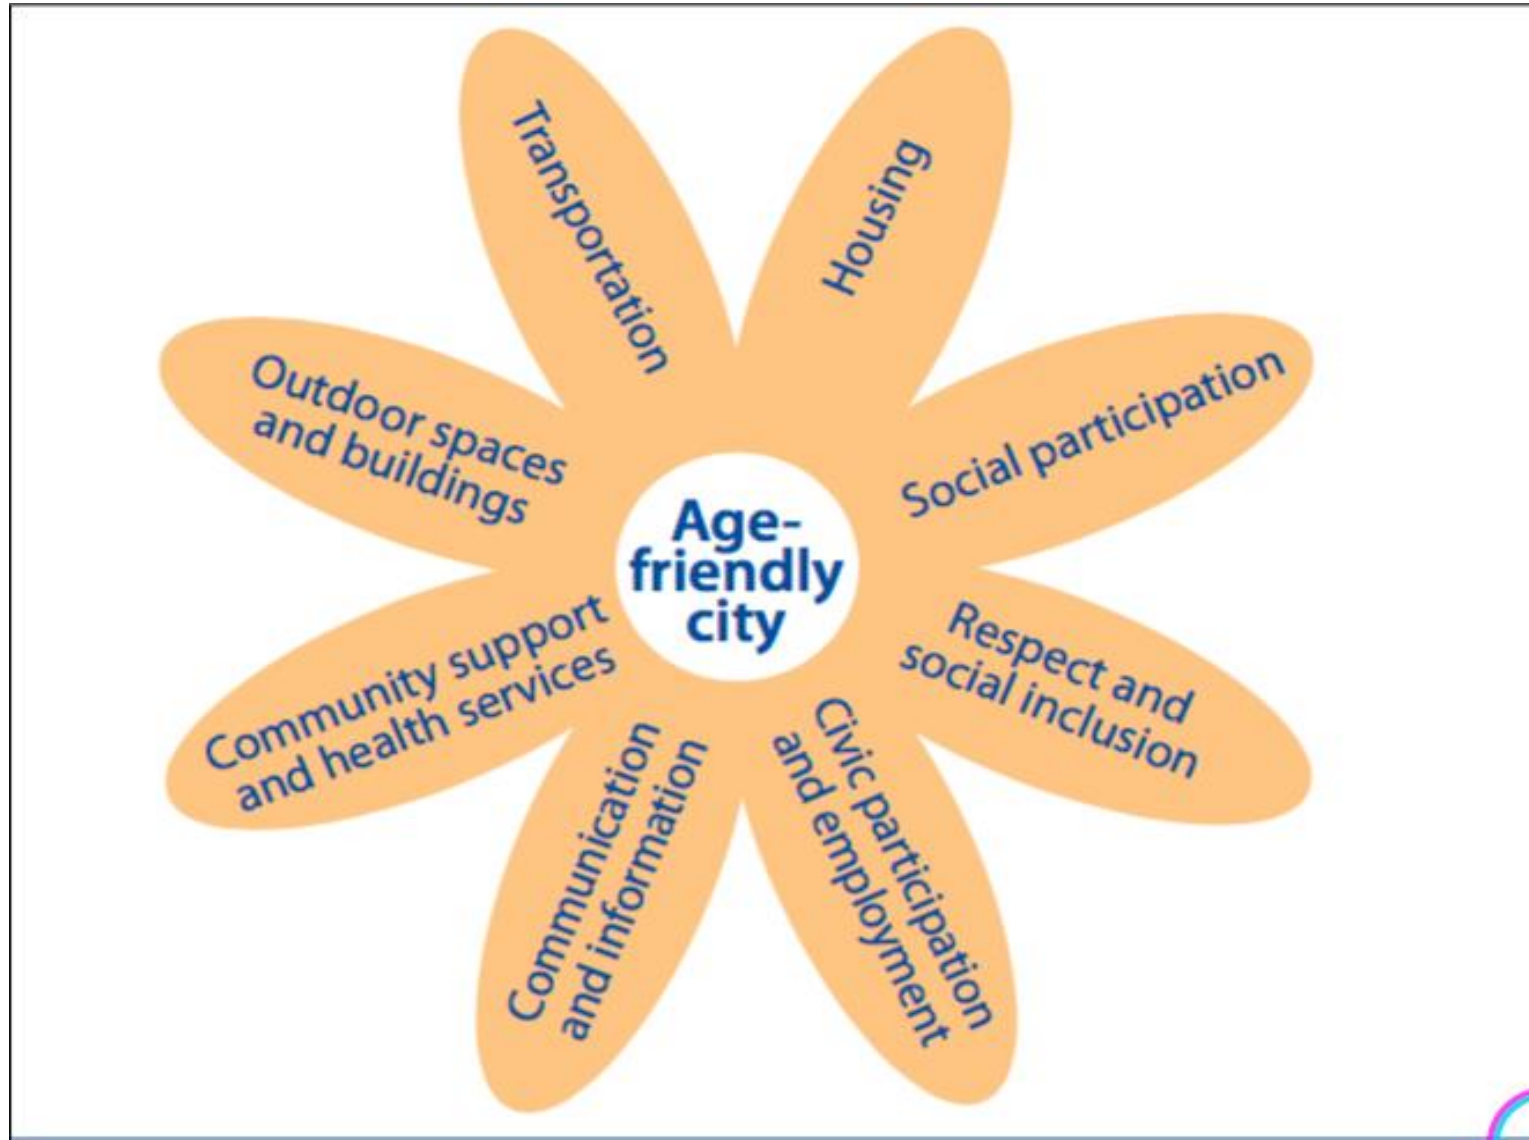 Transportation
Housing
Outdoor spaces
and buildings
Social participation
Age-
friendly
city
Community support
and health services
Respect and
social inclusion
Communication
and information
Civic participation
and employment